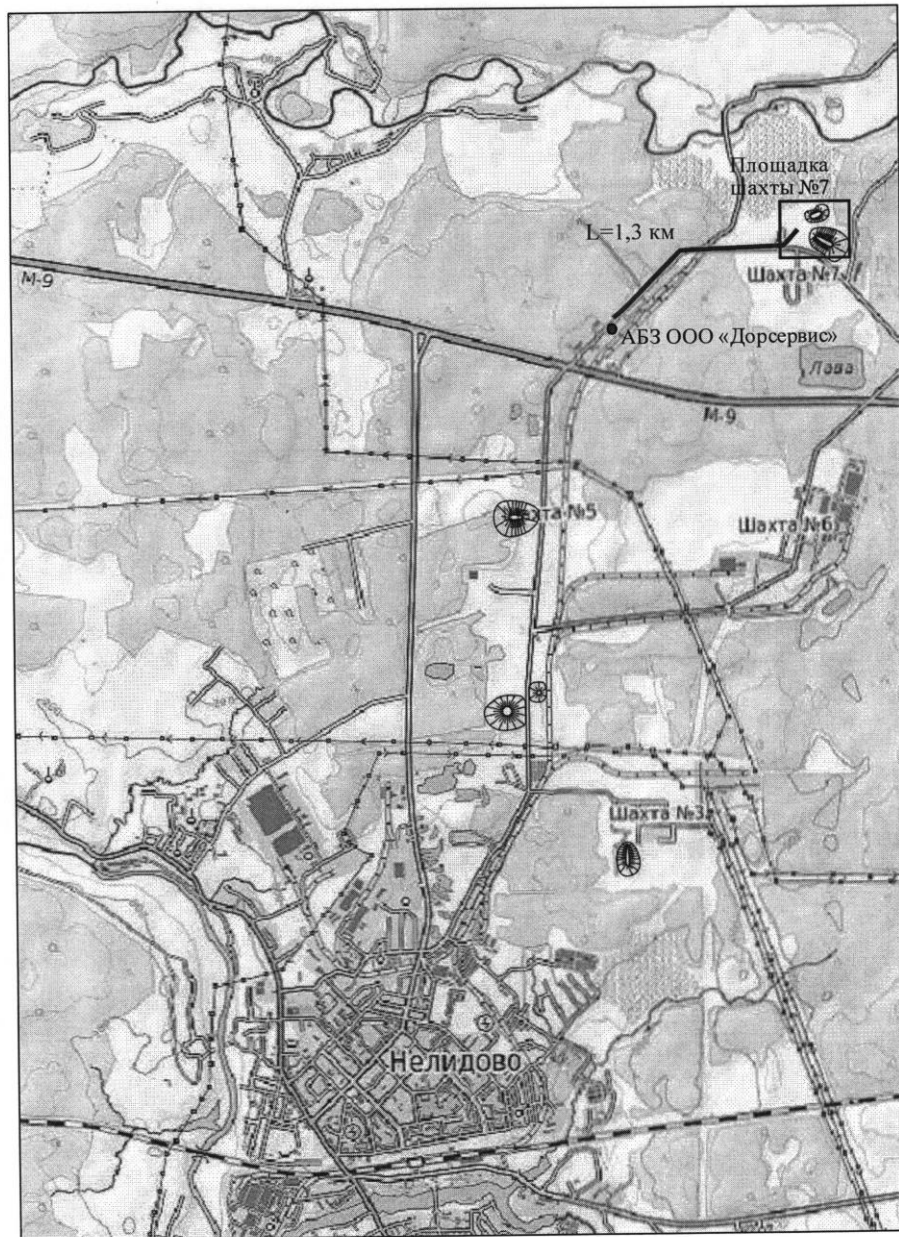 Площадка
шахты №7
L=1,3 км
Шахта №7
М-9
АБЗ ООО «Дорсервис»
Лава
М-9
Шахта №5
Шахта №6
Шахта №3
Нелидово